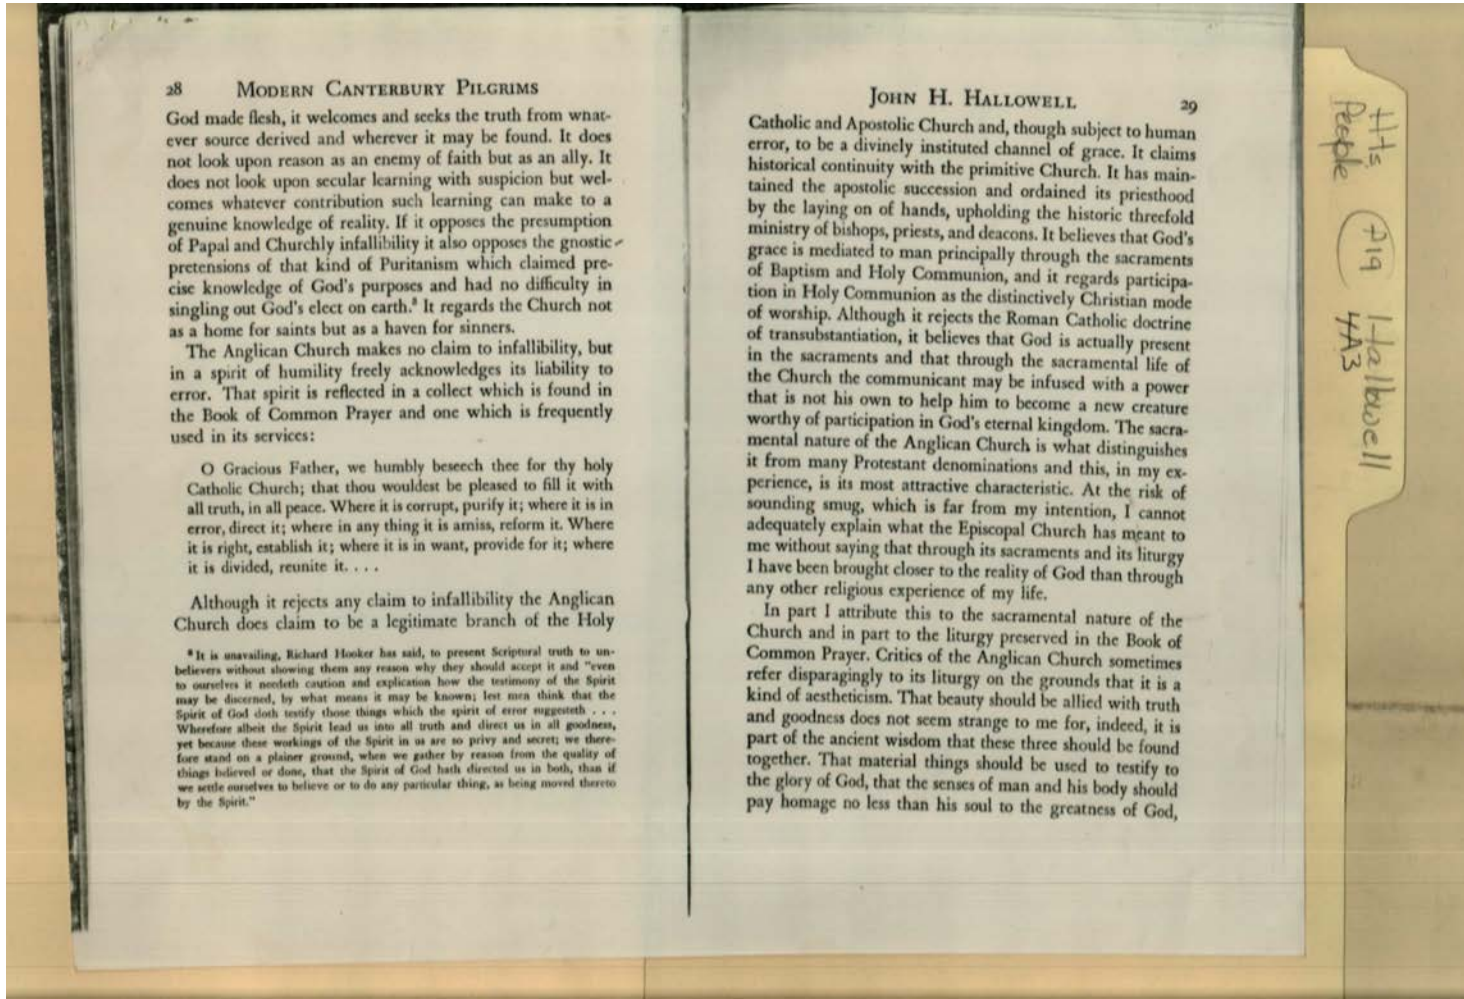 28 MODERN CANTERBURY PILGRIMS
God made flesh, it welcomes and seeks the truth from what-
ever source derived and wherever it may be found. It does
not look upon reason as an enemy of faith but as an ally. It
does not look upon secular learning with suspicion but wel-
comes whatever contribution such learning can make to a
genuine knowledge of reality. If it opposes the presumption
of Papal and Churchly infallibility it also opposes the gnostic
pretensions of that kind of Puritanism which claimed pre-
cise knowledge of God's purposes and had no difficulty in
singling out God's elect on earth.⁸ It regards the Church not
as a home for saints but as a haven for sinners.
The Anglican Church makes no claim to infallibility, but
in a spirit of humility freely acknowledges its liability to
error. That spirit is reflected in a collect which is found in
the Book of Common Prayer and one which is frequently
used in its services:
O Gracious Father, we humbly beseech thee for thy holy
Catholic Church; that thou wouldest be pleased to fill it with
all truth, in all peace. Where it is corrupt, purify it; where it is in
error, direct it; where in any thing it is amiss, reform it. Where
it is right, establish it; where it is in want, provide for it; where
it is divided, reunite it. . . .
Although it rejects any claim to infallibility the Anglican
Church does claim to be a legitimate branch of the Holy
⁸ It is unavailing, Richard Hooker has said, to present Scriptural truth to un-
believers without showing them any reason why they should accept it and "even
to ourselves it needeth caution and explication how the testimony of the Spirit
may be discerned, by what means it may be known; lest men think that the
Spirit of God doth testify those things which the spirit of error suggesteth . . .
Wherefore albeit the Spirit lead us into all truth and direct us in all goodness,
yet because these workings of the Spirit in us are so privy and secret; we there-
fore stand on a plainer ground, when we gather by reason from the quality of
things believed or done, that the Spirit of God hath directed us in both, than if
we settle ourselves to believe or to do any particular thing, as being moved thereto
by the Spirit."
JOHN H. HALLOWELL 29
Catholic and Apostolic Church and, though subject to human
error, to be a divinely instituted channel of grace. It claims
historical continuity with the primitive Church. It has main-
tained the apostolic succession and ordained its priesthood
by the laying on of hands, upholding the historic threefold
ministry of bishops, priests, and deacons. It believes that God's
grace is mediated to man principally through the sacraments
of Baptism and Holy Communion, and it regards participa-
tion in Holy Communion as the distinctively Christian mode
of worship. Although it rejects the Roman Catholic doctrine
of transubstantiation, it believes that God is actually present
in the sacraments and that through the sacramental life of
the Church the communicant may be infused with a power
that is not his own to help him to become a new creature
worthy of participation in God's eternal kingdom. The sacra-
mental nature of the Anglican Church is what distinguishes
it from many Protestant denominations and this, in my ex-
perience, is its most attractive characteristic. At the risk of
sounding smug, which is far from my intention, I cannot
adequately explain what the Episcopal Church has meant to
me without saying that through its sacraments and its liturgy
I have been brought closer to the reality of God than through
any other religious experience of my life.
In part I attribute this to the sacramental nature of the
Church and in part to the liturgy preserved in the Book of
Common Prayer. Critics of the Anglican Church sometimes
refer disparagingly to its liturgy on the grounds that it is a
kind of aestheticism. That beauty should be allied with truth
and goodness does not seem strange to me for, indeed, it is
part of the ancient wisdom that these three should be found
together. That material things should be used to testify to
the glory of God, that the senses of man and his body should
pay homage no less than his soul to the greatness of God,
Hallowell
People
4A3